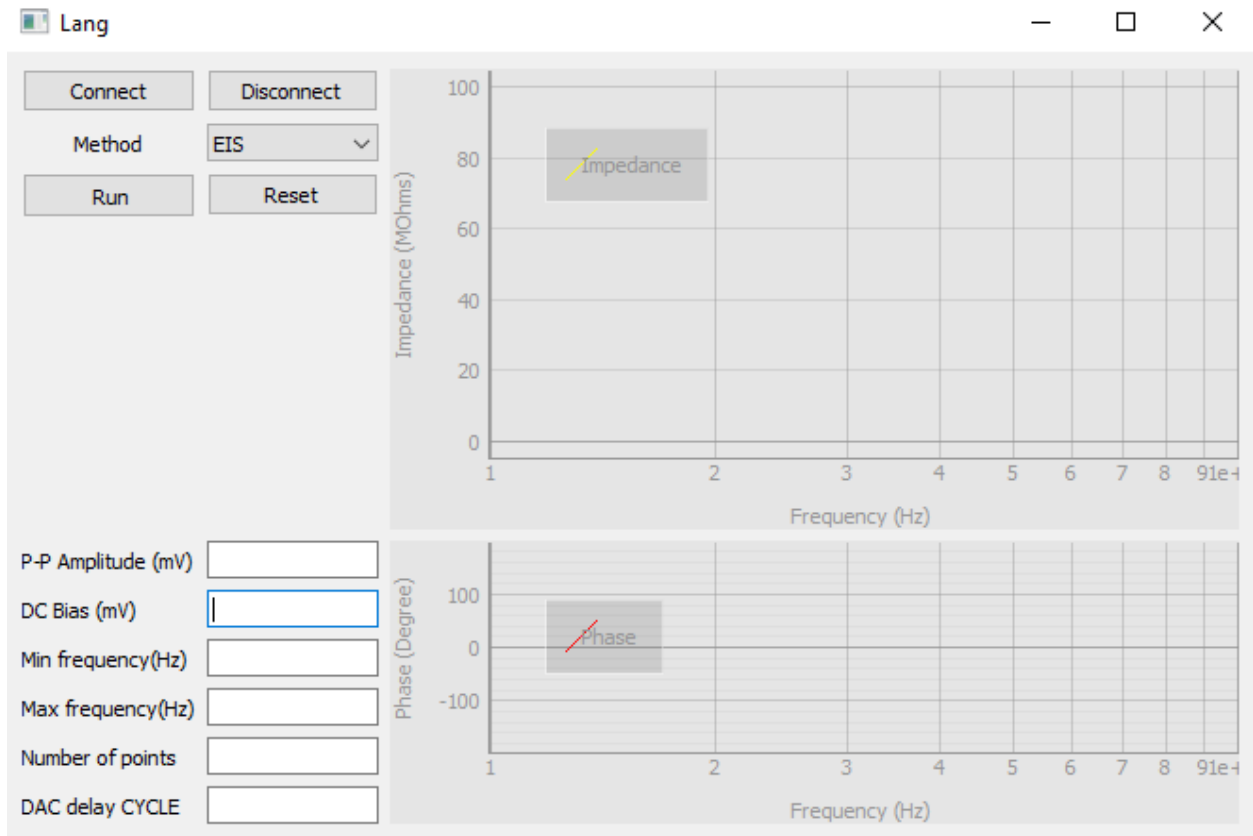 Lang
Connect Disconnect
Method EIS
Run Reset
P-P Amplitude (mV)
DC Bias (mV)
Min frequency(Hz)
Max frequency(Hz)
Number of points
DAC delay CYCLE
Impedance (MOhms)
100
80
60
40
20
0
Impedance
1 2 3 4 5 6 7 8 91e+
Frequency (Hz)
Phase (Degree)
100
0
-100
Phase
1 2 3 4 5 6 7 8 91e+
Frequency (Hz)